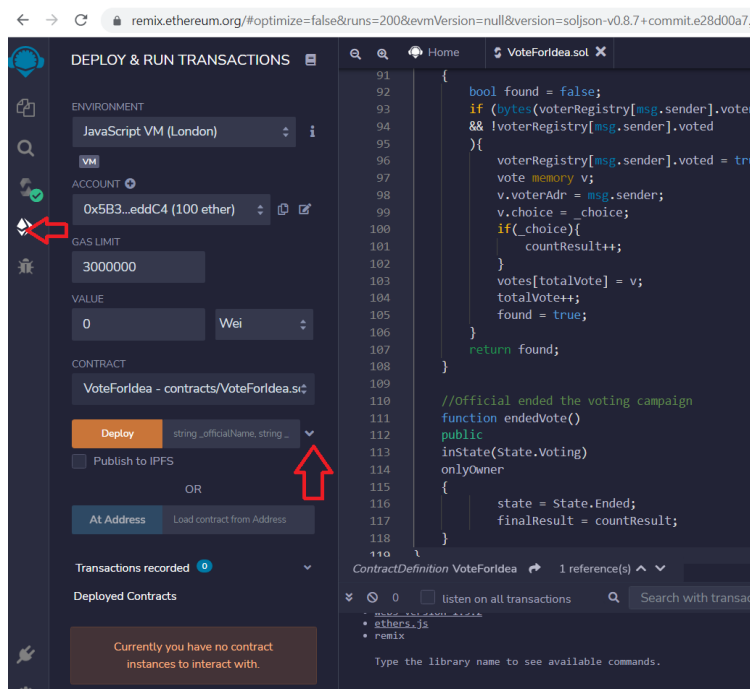 remix.ethereum.org/#optimize=false&runs=200&evmVersion=null&version=soljson-v0.8.7+commit.e28d00a7.
DEPLOY & RUN TRANSACTIONS
ENVIRONMENT
JavaScript VM (London)
VM
ACCOUNT
0x5B3...eddC4 (100 ether)
GAS LIMIT
3000000
VALUE
0 Wei
CONTRACT
VoteForIdea - contracts/VoteForIdea.so
Deploy string _officialName, string _
Publish to IPFS
OR
At Address Load contract from Address
Transactions recorded 0
Deployed Contracts
Currently you have no contract
instances to interact with.
Home VoteForIdea.sol
91 {
92 bool found = false;
93 if (bytes(voterRegistry[msg.sender].voter
94 && !voterRegistry[msg.sender].voted
95 ){
96 voterRegistry[msg.sender].voted = tru
97 vote memory v;
98 v.voterAdr = msg.sender;
99 v.choice = _choice;
100 if(_choice){
101 countResult++;
102 }
103 votes[totalVote] = v;
104 totalVote++;
105 found = true;
106 }
107 return found;
108 }
109
110 //Official ended the voting campaign
111 function endedVote()
112 public
113 inState(State.Voting)
114 onlyOwner
115 {
116 state = State.Ended;
117 finalResult = countResult;
118 }
119 }
ContractDefinition VoteForIdea 1 reference(s)
0 listen on all transactions Search with transac
ethers.js
remix
Type the library name to see available commands.